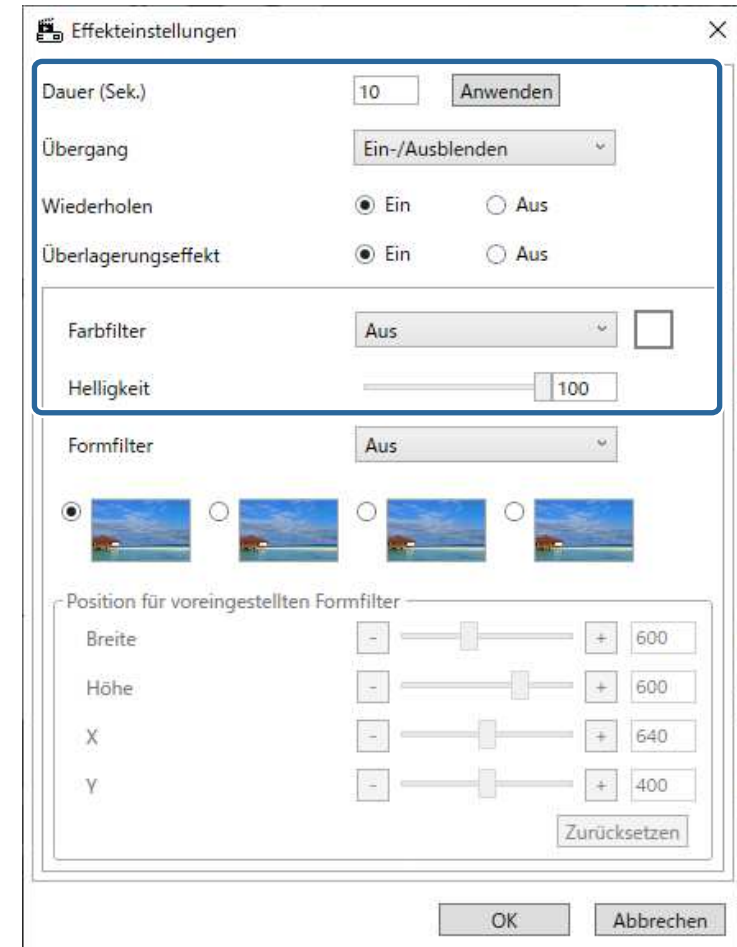 Effekteinstellungen
Dauer (Sek.) 10 Anwenden
Übergang Ein-/Ausblenden
Wiederholen Ein Aus
Überlagerungseffekt Ein Aus
Farbfilter Aus
Helligkeit 100
Formfilter Aus
Position für voreingestellten Formfilter
Breite - + 600
Höhe - + 600
X - + 640
Y - + 400
Zurücksetzen
OK Abbrechen